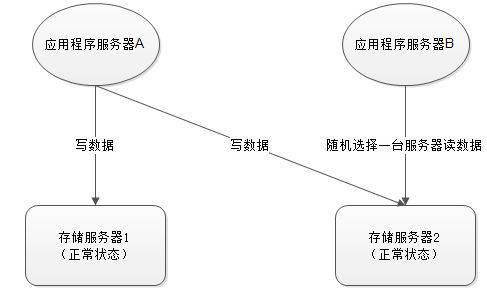 应用程序服务器A
应用程序服务器B
写数据
写数据
随机选择一台服务器读数据
存储服务器1
（正常状态）
存储服务器2
（正常状态）